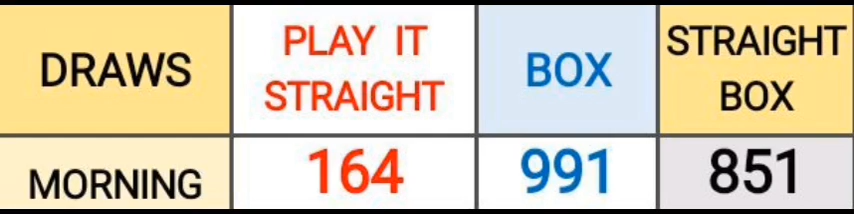 DRAWS
PLAY IT
STRAIGHT
BOX
STRAIGHT
BOX
MORNING
164
991
851